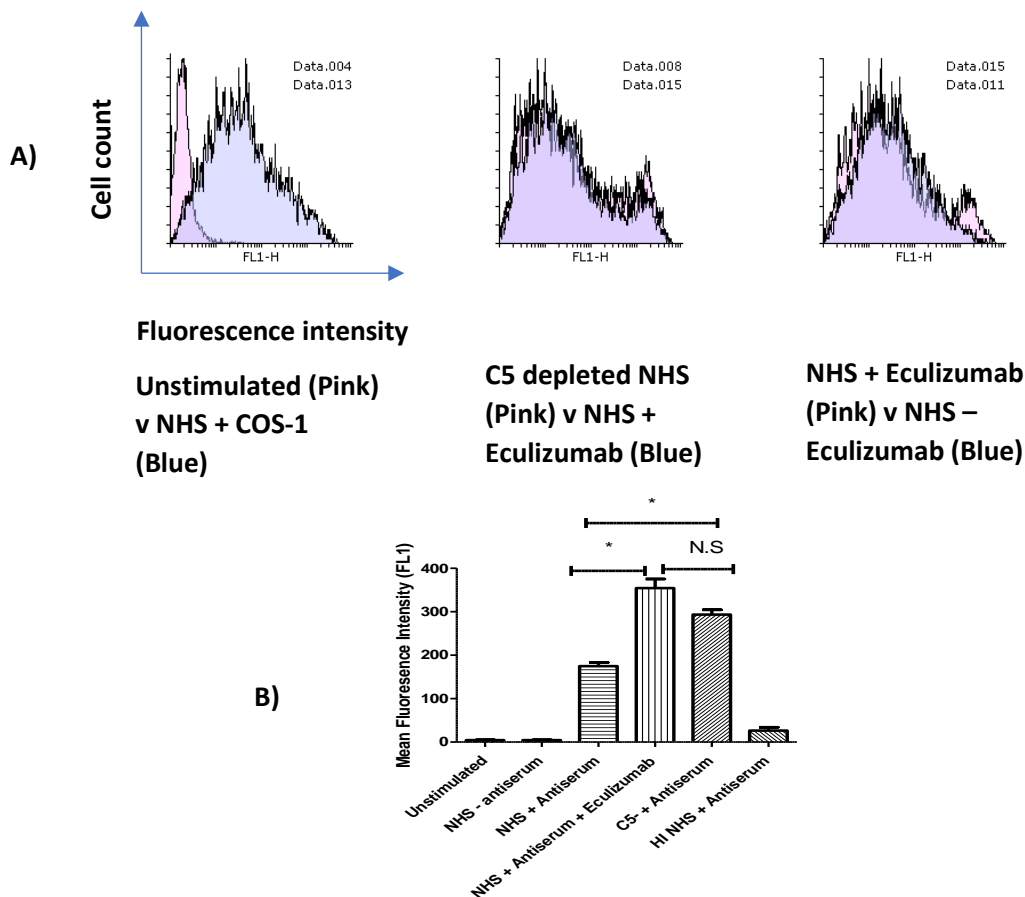 A)
Cell count
Data.004
Data.013
FL1-H
Data.008
Data.015
FL1-H
Data.015
Data.011
FL1-H
Fluorescence intensity
Unstimulated (Pink)
v NHS + COS-1
(Blue)
C5 depleted NHS
(Pink) v NHS +
Eculizumab (Blue)
NHS + Eculizumab
(Pink) v NHS –
Eculizumab (Blue)
B)
*
*
N.S
Mean Fluoresence Intensity (FL1)
400
300
200
100
0
Unstimulated
NHS - antiserum
NHS + Antiserum
NHS + Antiserum + Eculizumab
C5- + Antiserum
HI NHS + Antiserum